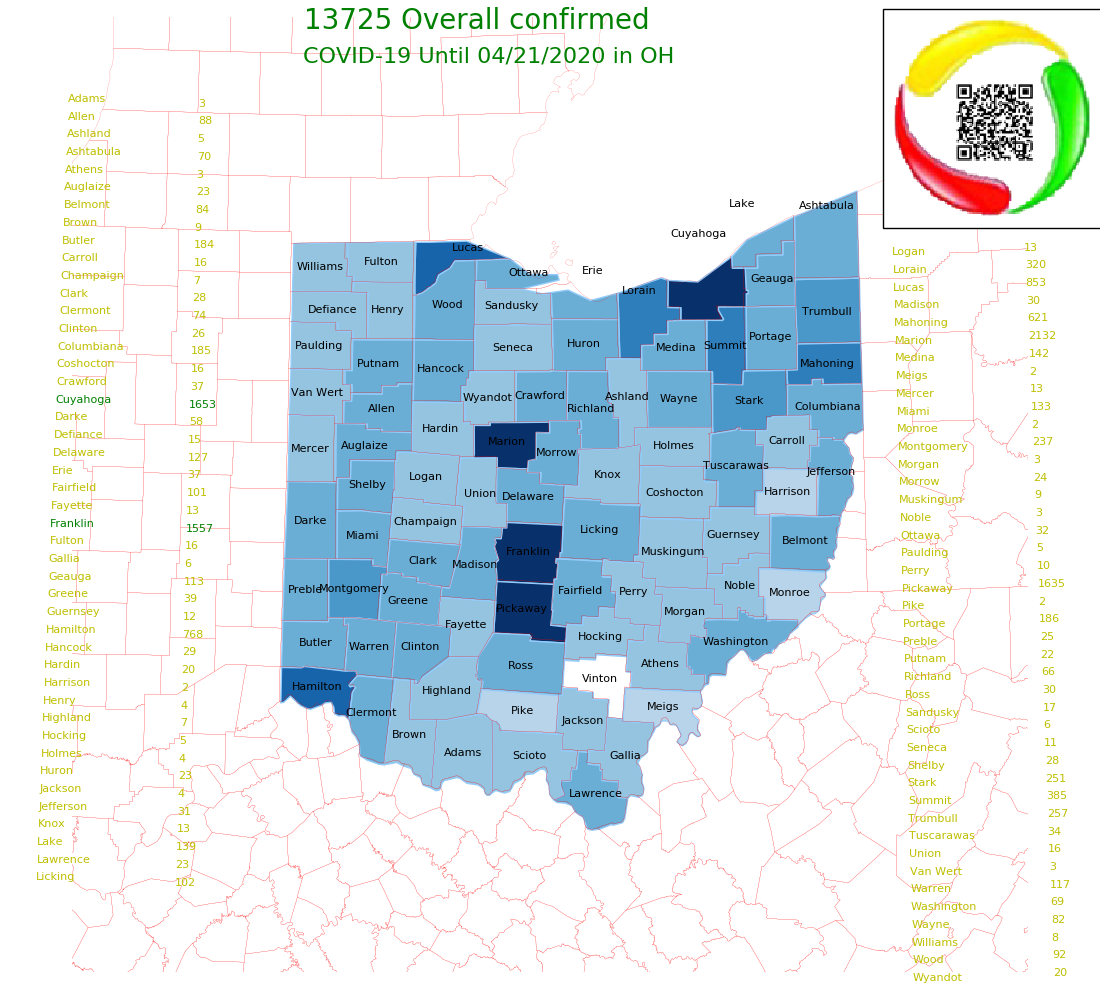 13725 Overall confirmed
COVID-19 Until 04/21/2020 in OH
Adams 3
Allen 88
Ashland 5
Ashtabula 70
Athens 3
Auglaize 23
Belmont 84
Brown 9
Butler 184
Carroll 16
Champaign 7
Clark 28
Clermont 74
Clinton 26
Columbiana 185
Coshocton 16
Crawford 37
Cuyahoga 1653
Darke 58
Defiance 15
Delaware 127
Erie 37
Fairfield 101
Fayette 13
Franklin 1557
Fulton 16
Gallia 6
Geauga 113
Greene 39
Guernsey 12
Hamilton 768
Hancock 29
Hardin 20
Harrison 2
Henry 4
Highland 7
Hocking 5
Holmes 4
Huron 23
Jackson 4
Jefferson 31
Knox 13
Lake 139
Lawrence 23
Licking 102
Lake
Ashtabula
Cuyahoga
Lucas
Fulton
Williams
Ottawa
Erie
Geauga
Lorain
Defiance
Henry
Wood
Sandusky
Trumbull
Paulding
Seneca
Huron
Medina
Summit
Portage
Putnam
Hancock
Mahoning
Van Wert
Wyandot
Crawford
Ashland
Wayne
Stark
Allen
Richland
Columbiana
Hardin
Mercer
Auglaize
Marion
Morrow
Holmes
Carroll
Tuscarawas
Jefferson
Logan
Shelby
Union
Delaware
Knox
Coshocton
Harrison
Darke
Champaign
Miami
Licking
Guernsey
Belmont
Franklin
Muskingum
Clark
Madison
Preble
Montgomery
Greene
Fairfield
Perry
Noble
Monroe
Pickaway
Morgan
Fayette
Hocking
Butler
Warren
Clinton
Washington
Ross
Athens
Vinton
Hamilton
Highland
Clermont
Pike
Meigs
Jackson
Brown
Adams
Scioto
Gallia
Lawrence
Logan 13
Lorain 320
Lucas 853
Madison 30
Mahoning 621
Marion 2132
Medina 142
Meigs 2
Mercer 13
Miami 133
Monroe 2
Montgomery 237
Morgan 3
Morrow 24
Muskingum 9
Noble 3
Ottawa 32
Paulding 5
Perry 10
Pickaway 1635
Pike 2
Portage 186
Preble 25
Putnam 22
Richland 66
Ross 30
Sandusky 17
Scioto 6
Seneca 11
Shelby 28
Stark 251
Summit 385
Trumbull 257
Tuscarawas 34
Union 16
Van Wert 3
Warren 117
Washington 69
Wayne 82
Williams 8
Wood 92
Wyandot 20